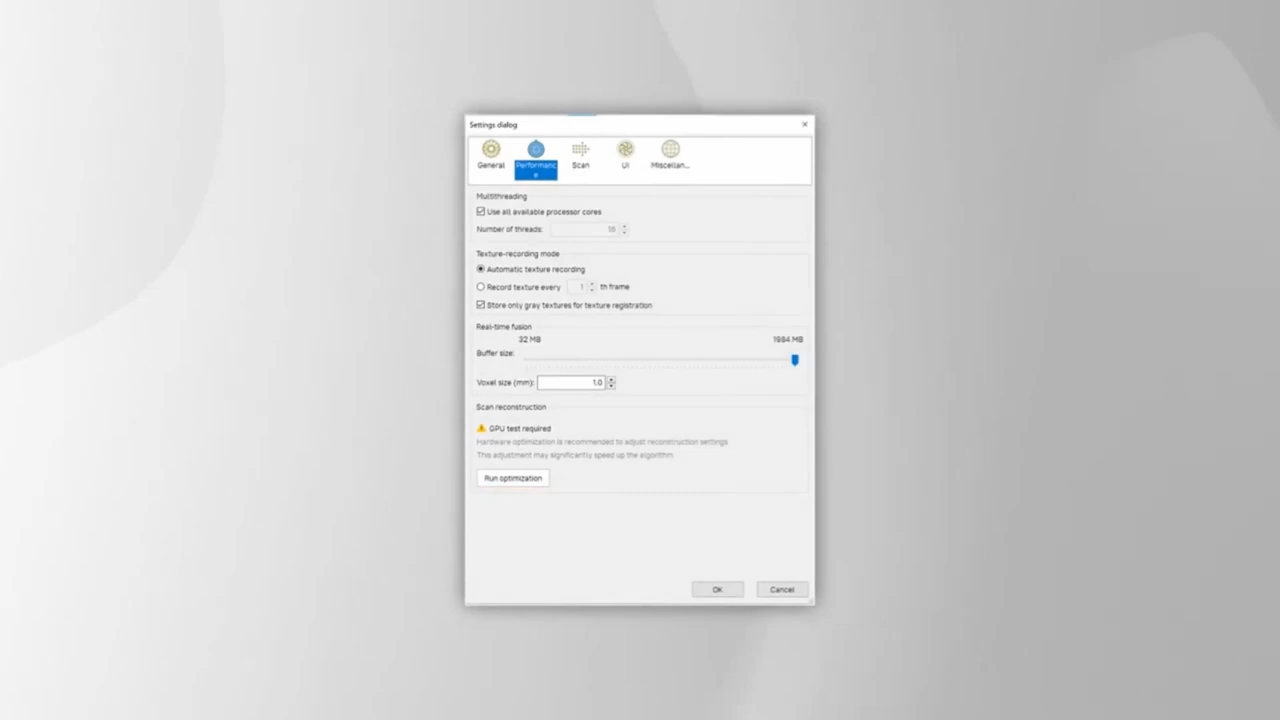 Settings dialog
General
Performanc
e
Scan
UI
Miscellan...
Multithreading
Use all available processor cores
Number of threads: 16
Texture-recording mode
Automatic texture recording
Record texture every 1 th frame
Store only gray textures for texture registration
Real-time fusion
32 MB 1984 MB
Buffer size:
Voxel size (mm): 1.0
Scan reconstruction
GPU test required
Hardware optimization is recommended to adjust reconstruction settings
This adjustment may significantly speed up the algorithm
Run optimization
OK Cancel